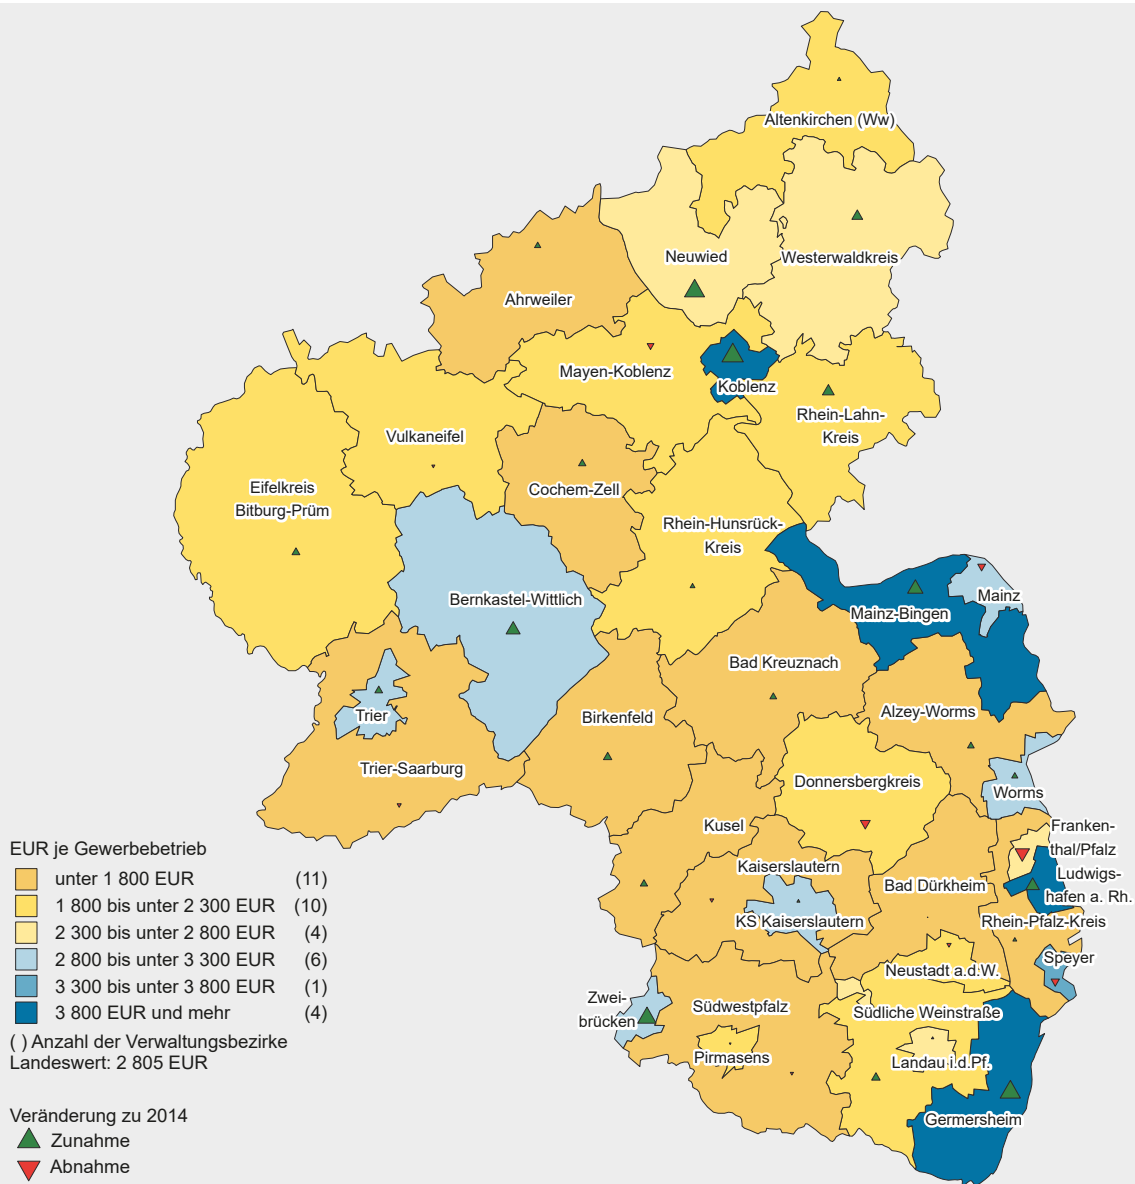 Altenkirchen (Ww)
Neuwied
Westerwaldkreis
Ahrweiler
Mayen-Koblenz
Koblenz
Rhein-Lahn-
Kreis
Vulkaneifel
Cochem-Zell
Eifelkreis
Bitburg-Prüm
Rhein-Hunsrück-
Kreis
Bernkastel-Wittlich
Mainz
Mainz-Bingen
Bad Kreuznach
Trier
Birkenfeld
Alzey-Worms
Trier-Saarburg
Donnersbergkreis
Worms
Kusel
Franken-
thal/Pfalz
Kaiserslautern
Ludwigs-
hafen a. Rh.
Bad Dürkheim
KS Kaiserslautern
Rhein-Pfalz-Kreis
Speyer
Neustadt a.d.W.
Zwei-
brücken
Südwestpfalz
Südliche Weinstraße
Pirmasens
Landau i.d.Pf.
Germersheim
EUR je Gewerbebetrieb
unter 1 800 EUR (11)
1 800 bis unter 2 300 EUR (10)
2 300 bis unter 2 800 EUR (4)
2 800 bis unter 3 300 EUR (6)
3 300 bis unter 3 800 EUR (1)
3 800 EUR und mehr (4)
( ) Anzahl der Verwaltungsbezirke
Landeswert: 2 805 EUR
Veränderung zu 2014
Zunahme
Abnahme